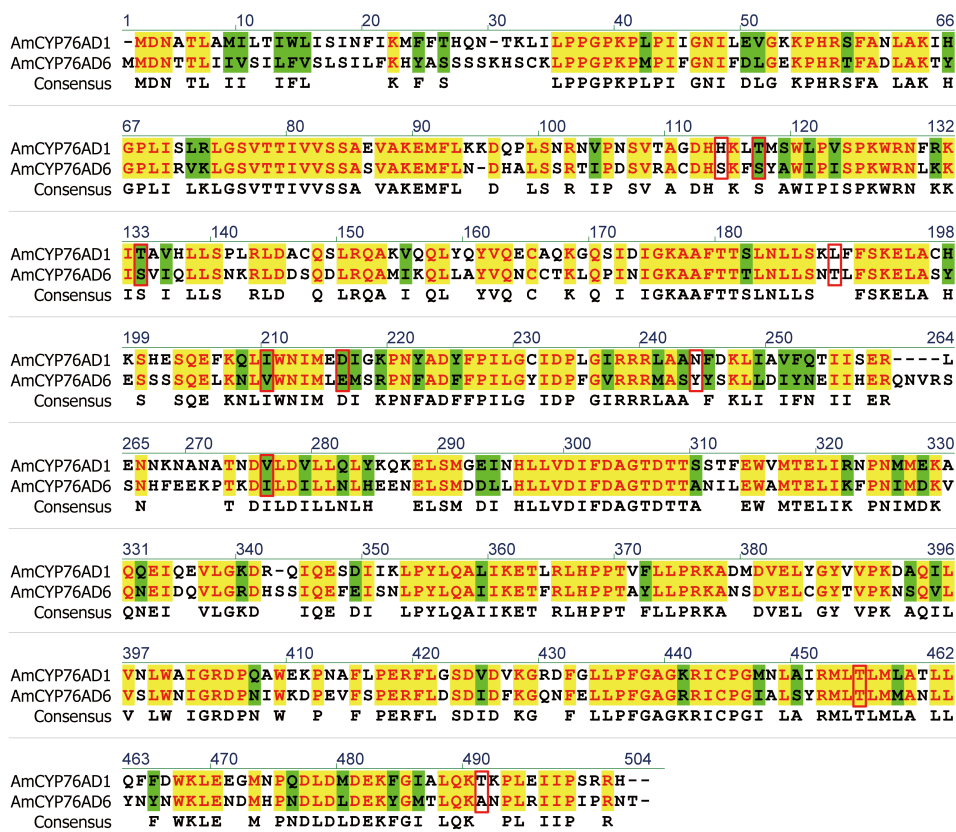 1 10 20 30 40 50 66
AmCYP76AD1 -MDNATLAMILTIWLISINFIKMFFTHQN-TKLILPPGPKPLPIIGNILEVGKKPHRSFANLAKIH
AmCYP76AD6 MMDNTTLIIVSILFVSLSILFKHYASSSSKHSCKLPPGPKPMPIFGNIFDLGEKPHRTFADLAKTY
Consensus MDN TL II IFL K F S LPPGPKPLPI GNI DLG KPHRSFA LAK H
67 80 90 100 110 120 132
AmCYP76AD1 GPLISLRLGSVTTIVVSSAEVAKEMFLKKDQPLSNRNVPNSVTAGDHHKLTMSWLPVSPKWRNFRK
AmCYP76AD6 GPLIRVKLGSVTTIVVSSASVAKEMFLN-DHALSSRTIPDSVRACDHSKFSYAWIPISPKWRNLKK
Consensus GPLI LKLGSVTTIVVSSA VAKEMFL D LS R IP SV A DH K S AWIPISPKWRN KK
133 140 150 160 170 180 198
AmCYP76AD1 ITAVHLLSPLRLDACQSLRQAKVQQLYQYVQECAQKGQSIDIGKAAFTTSLNLLSKLFFSKELACH
AmCYP76AD6 ISVIQLLSNKRLDDSQDLRQAMIKQLLAYVQNCCTKLQPINIGKAAFTTTLNLLSNTLFSKELASY
Consensus IS I LLS RLD Q LRQA I QL YVQ C K Q I IGKAAFTTSLNLLS FSKELA H
199 210 220 230 240 250 264
AmCYP76AD1 KSHESQEFKQLIWNIMEDIGKPNYADYFPILGCIDPLGIRRRLAANFDKLIAVFQTIISER----L
AmCYP76AD6 ESSSSQELKNLVWNIMLEMSRPNFADFFPILGYIDPFGVRRRMASYYSKLLDIYNEIIHERQNVRS
Consensus S SQE KNLIWNIM DI KPNFADFFPILG IDP GIRRRLAA F KLI IFN II ER
265 270 280 290 300 310 320 330
AmCYP76AD1 ENNKNANATNDVLDVLLQLYKQKELSMGEINHLLVDIFDAGTDTTSSTFEWVMTELIRNPNMMEKA
AmCYP76AD6 SNHFEEKPTKDILDILLNLHEENELSMDDLLHLLVDIFDAGTDTTANILEWAMTELIKFPNIMDKV
Consensus N T DILDILLNLH ELSMD IH LLVDIFDAGTDTTA EW MTELIK PNIMDK
331 340 350 360 370 380 396
AmCYP76AD1 QQEIQEVLGKDR-QIQESDIIKLPYLQALIKETLRLHPPTVFLLPRKADMDVELYGYVVPKDAQIL
AmCYP76AD6 QNEIDQVLGRDHSSIQEFEISNLPYLQAIIKETFRLHPPTAYLLPRKANSDVELCGYTVPKNSQVL
Consensus QNEI VLGKD IQE DI LPYLQAIIKET RLHPPT FLLPRKA DVEL GY VPK AQIL
397 410 420 430 440 450 462
AmCYP76AD1 VNLWAIGRDPQAWEKPNAFLPERFLGSDVDVKGRDFGLLPFGAGKRICPGMNLAIRMLTLMLATLL
AmCYP76AD6 VSLWNIGRDPNIWKDPEVFSPERFLDSDIDFKGQNFELLPFGAGKRICPGIALSYRMLTLMLANLL
Consensus V LW IGRDPN W P F PERFL SDIDKG F LLPFGAGKRICPGI LA RMLTLMLA LL
463 470 480 490 504
AmCYP76AD1 QFFDWKLEEGMNPQDLDMDEKFGIALQKTKPLEIIPSRRH--
AmCYP76AD6 YNYNWKLENDMHPNDLDLDEKYGMTLQKANPLRIIPIPRNT-
Consensus F WKLE M PNDLDLDEKFGI LQK PL IIP R